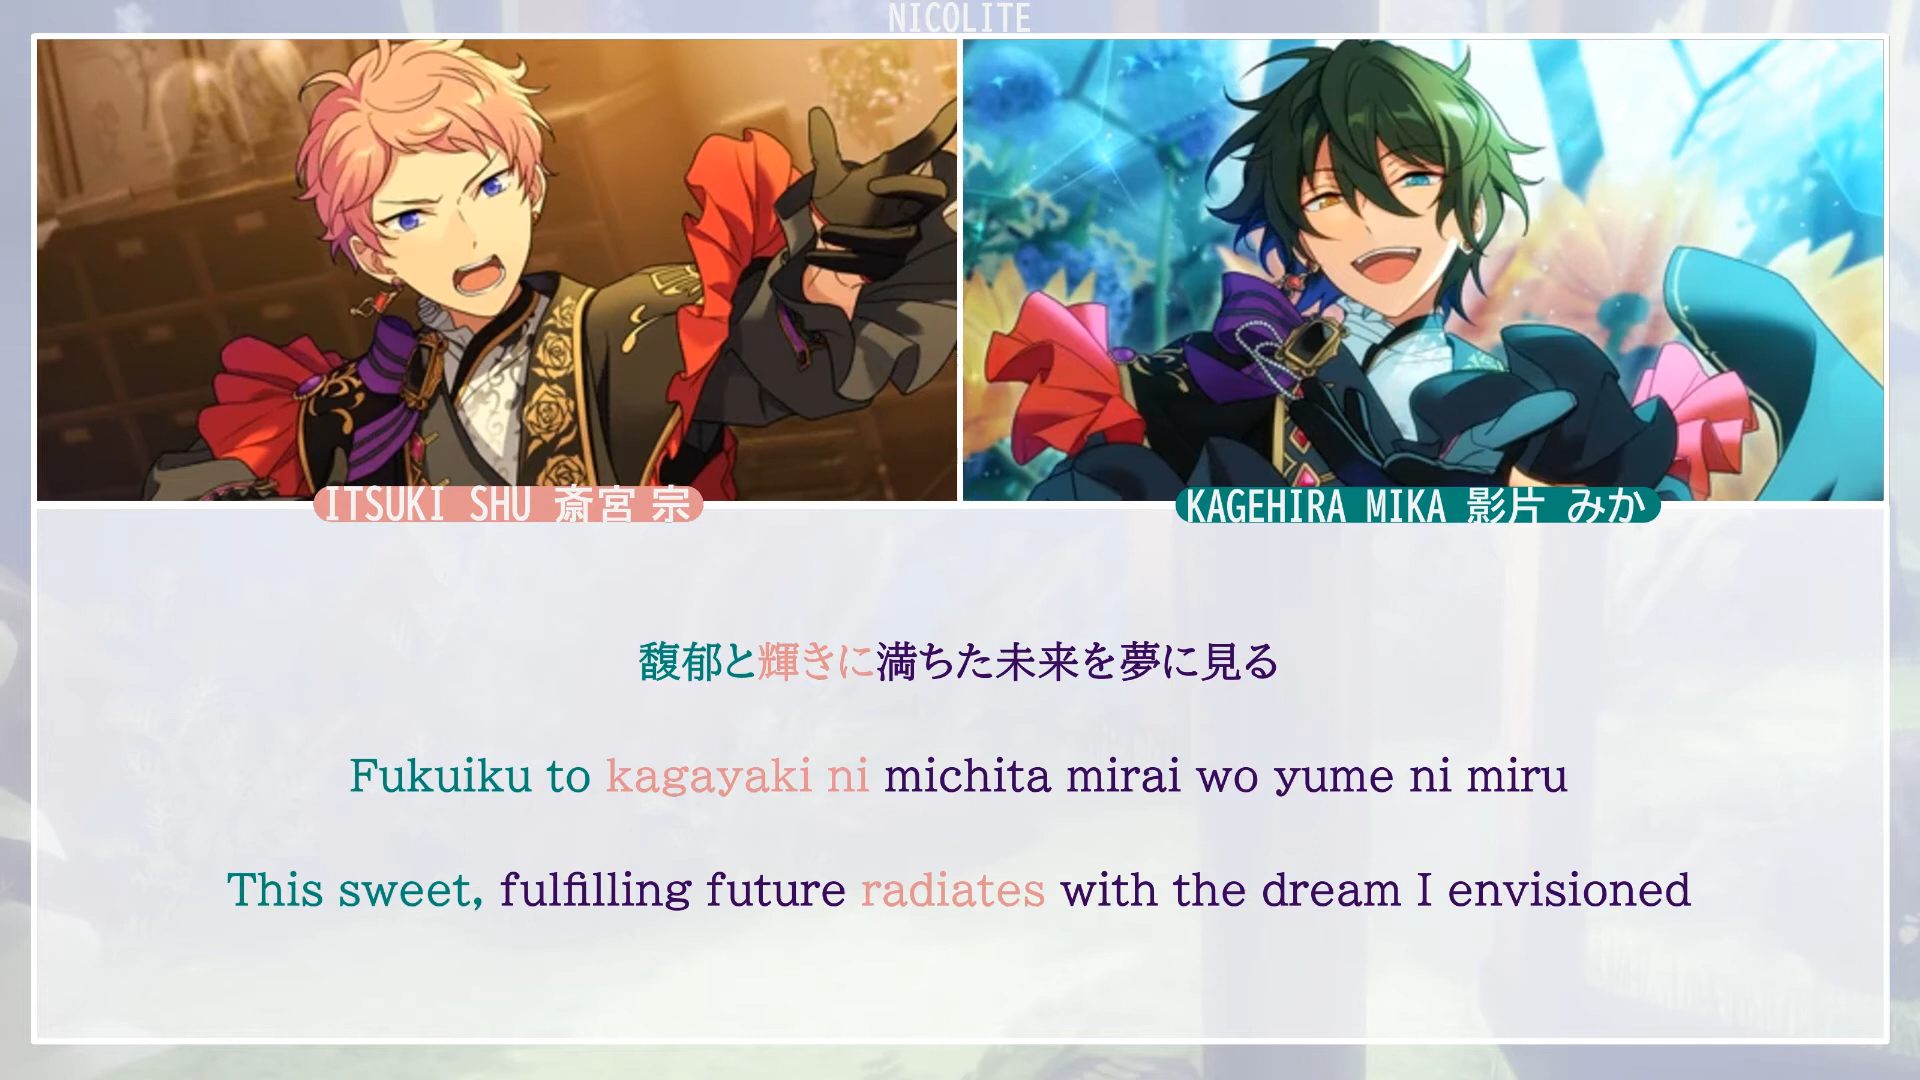 NICOLITE
ITSUKI SHU 斎宮 宗
KAGEHIRA MIKA 影片 みか
馥郁と輝きに満ちた未来を夢に見る
Fukuiku to kagayaki ni michita mirai wo yume ni miru
This sweet, fulfilling future radiates with the dream I envisioned